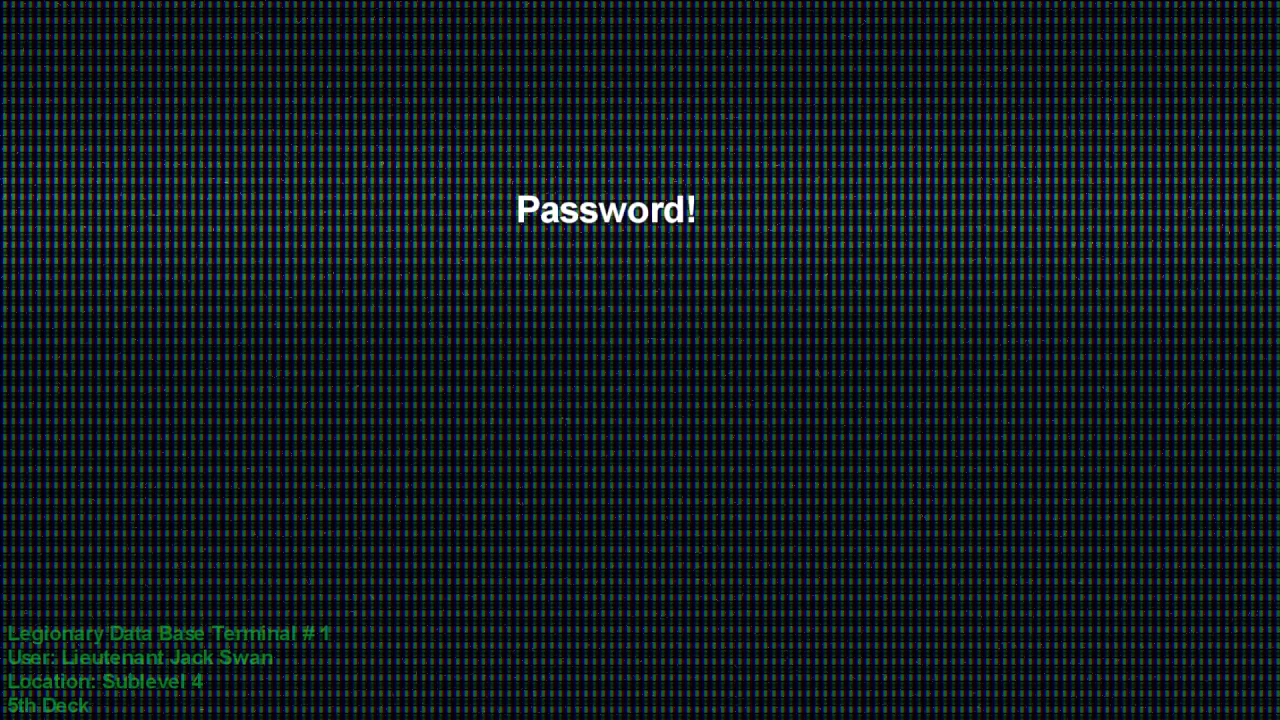 Password!
Legionary Data Base Terminal # 1
User: Lieutenant Jack Swan
Location: Sublevel 4
5th Deck